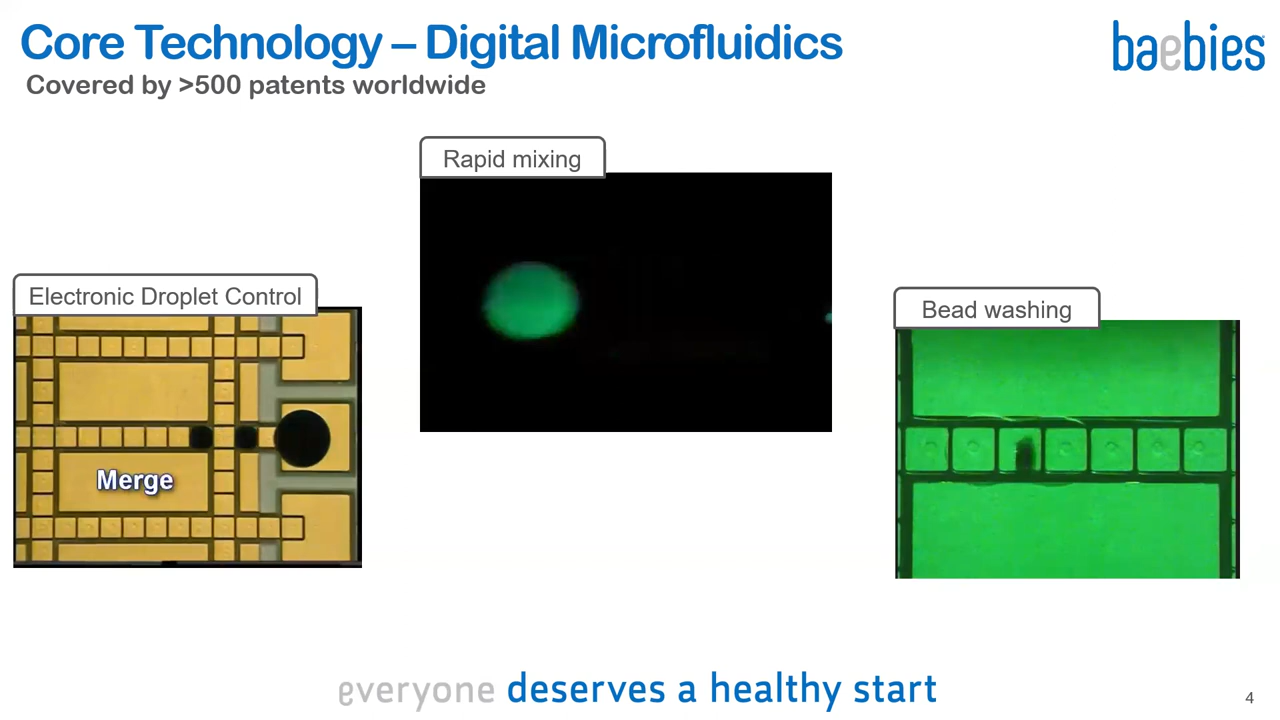 Core Technology – Digital Microfluidics
baebies
Covered by >500 patents worldwide
Rapid mixing
Electronic Droplet Control
Bead washing
Merge
everyone deserves a healthy start
4